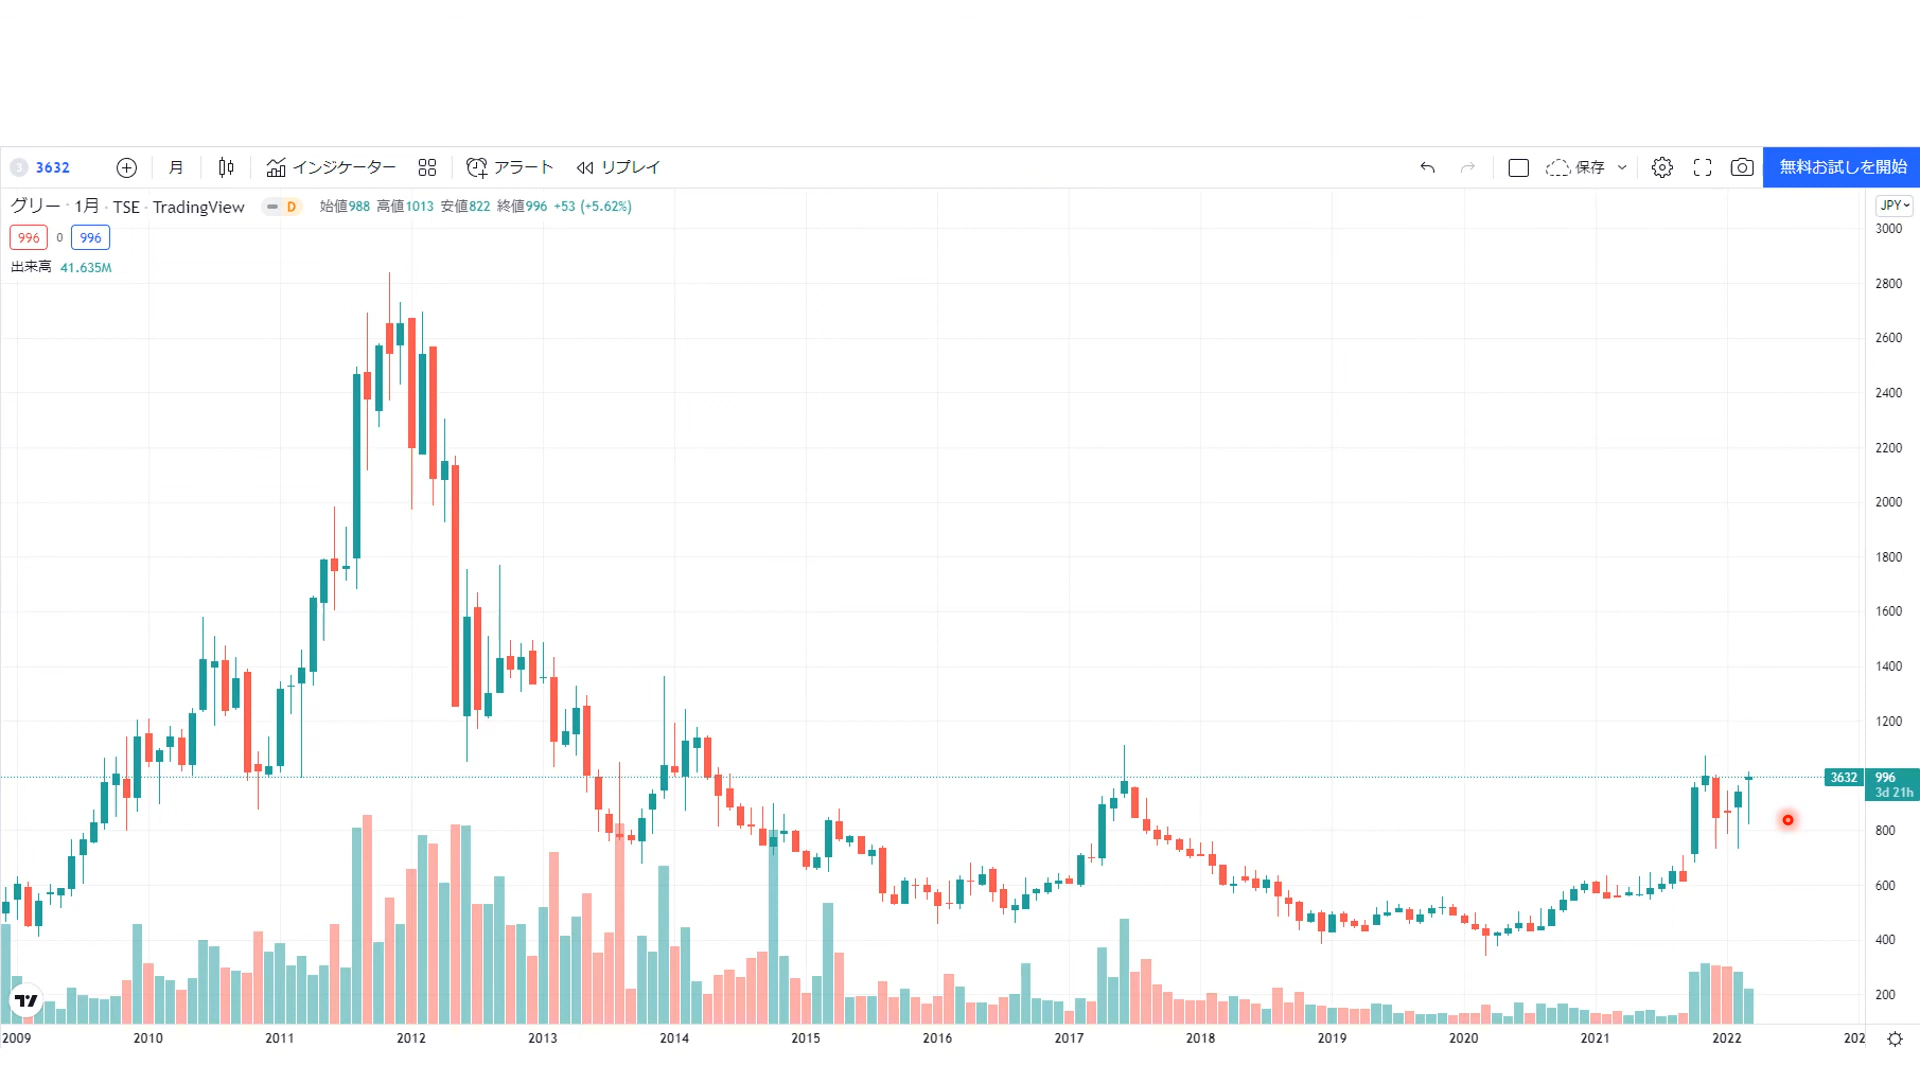 3 3632 月 インジケーター アラート リプレイ 保存 無料お試しを開始
グリー · 1月 · TSE · TradingView D 始値988 高値1013 安値822 終値996 +53 (+5.62%) JPY
996 0 996
出来高 41.635M
3000
2800
2600
2400
2200
2000
1800
1600
1400
1200
3632 996
3d 21h
800
600
400
200
2009 2010 2011 2012 2013 2014 2015 2016 2017 2018 2019 2020 2021 2022 202